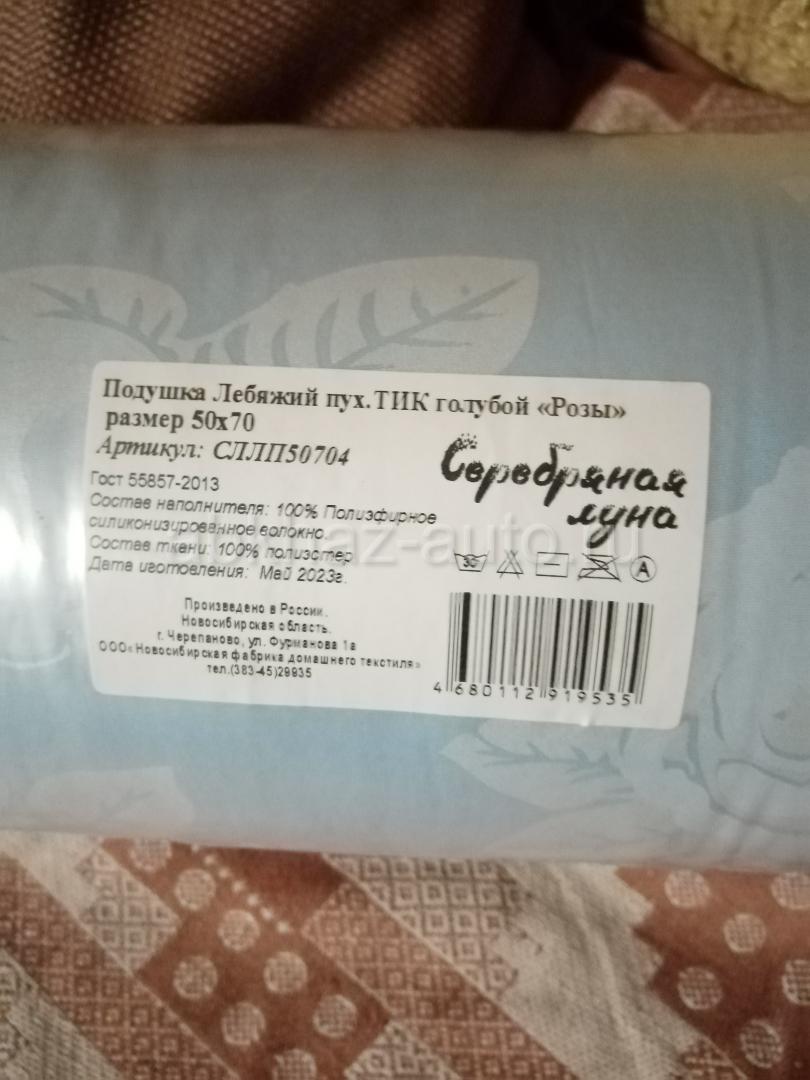 Подушка Лебяжий пух.ТИК голубой «Розы»
размер 50х70
Артикул: СЛЛП50704
Серебряная
луна
Гост 55857-2013
Состав наполнителя: 100% Полиэфирное
силиконизированное волокно.
Состав ткани: 100% полиэстер
Дата иготовления: Май 2023г.
30
A
Произведено в России.
Новосибирская область.
г. Черепаново, ул. Фурманова 1а
ООО«Новосибирская фабрика домашнего текстиля»
тел.(383-45)29935
4 680112 919535